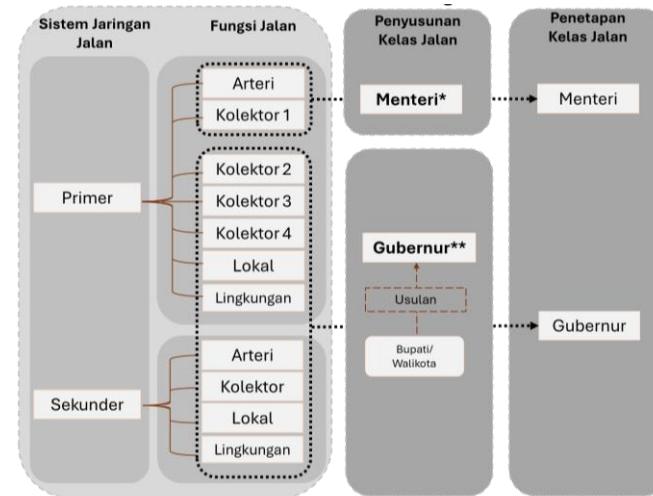 Sistem Jaringan
Jalan
Fungsi Jalan
Penyusunan
Kelas Jalan
Penetapan
Kelas Jalan
Primer
Arteri
Kolektor 1
Kolektor 2
Kolektor 3
Kolektor 4
Lokal
Lingkungan
Menteri*
Menteri
Gubernur**
Usulan
Bupati/
Walikota
Gubernur
Sekunder
Arteri
Kolektor
Lokal
Lingkungan